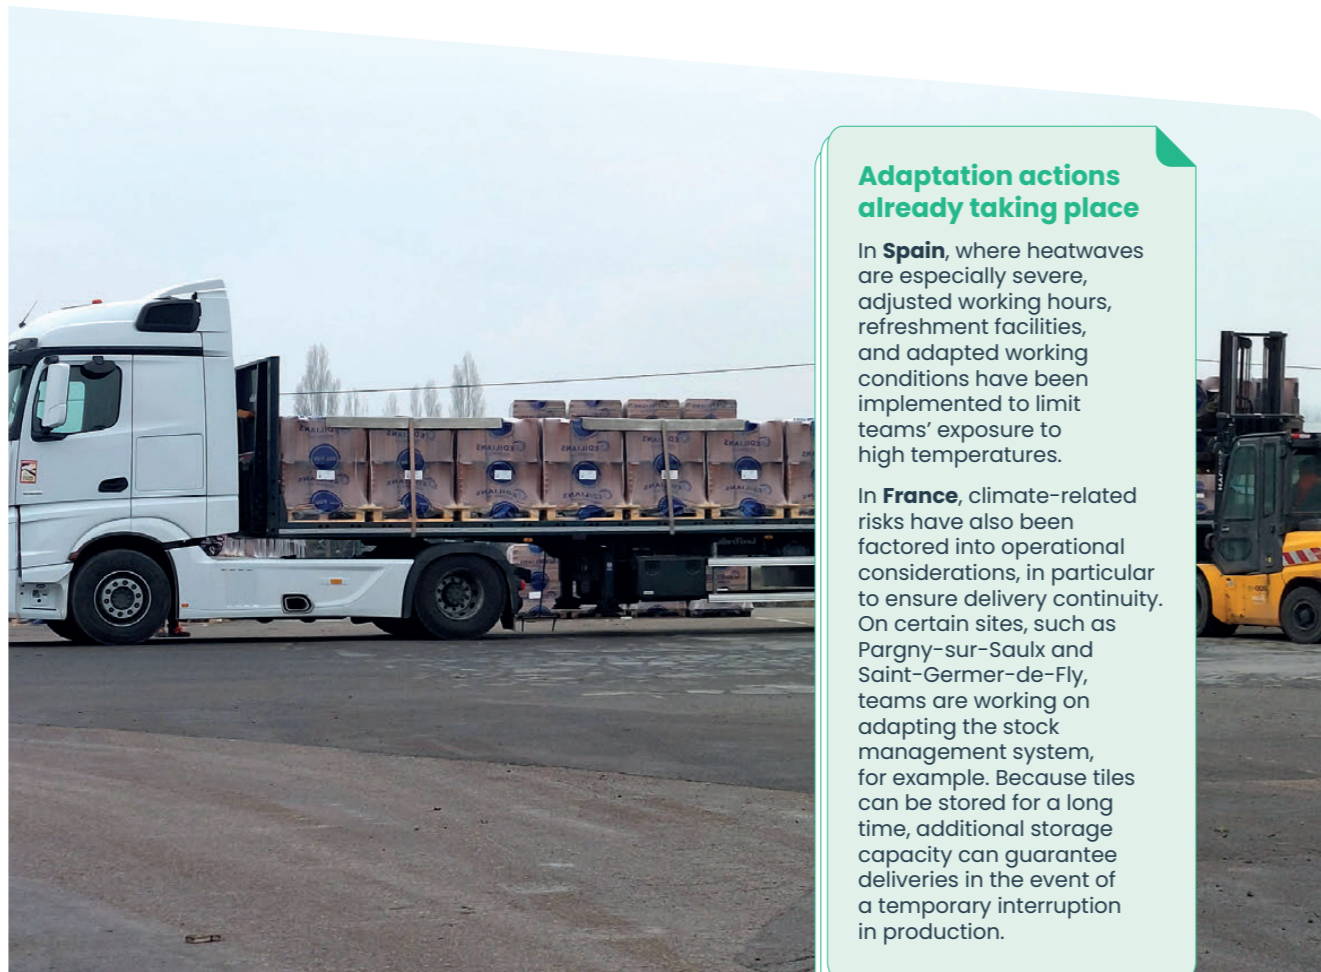 Adaptation actions
already taking place
In Spain, where heatwaves
are especially severe,
adjusted working hours,
refreshment facilities,
and adapted working
conditions have been
implemented to limit
teams’ exposure to
high temperatures.
In France, climate-related
risks have also been
factored into operational
considerations, in particular
to ensure delivery continuity.
On certain sites, such as
Pargny-sur-Saulx and
Saint-Germer-de-Fly,
teams are working on
adapting the stock
management system,
for example. Because tiles
can be stored for a long
time, additional storage
capacity can guarantee
deliveries in the event of
a temporary interruption
in production.
EDILIANS